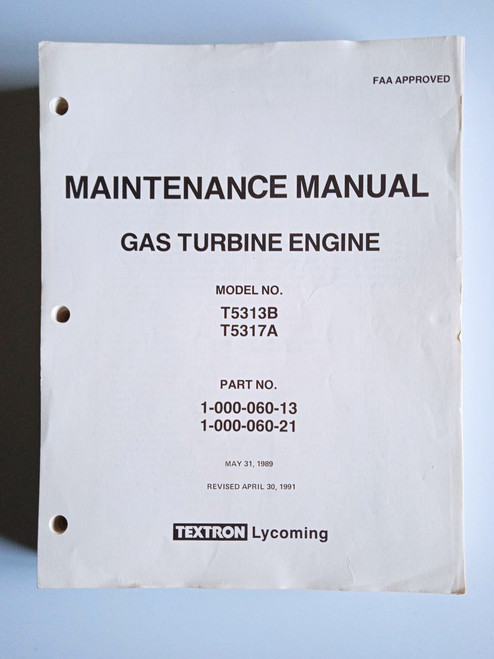 FAA APPROVED
MAINTENANCE MANUAL
GAS TURBINE ENGINE
MODEL NO.
T5313B
T5317A
PART NO.
1-000-060-13
1-000-060-21
MAY 31, 1989
REVISED APRIL 30, 1991
TEXTRON Lycoming